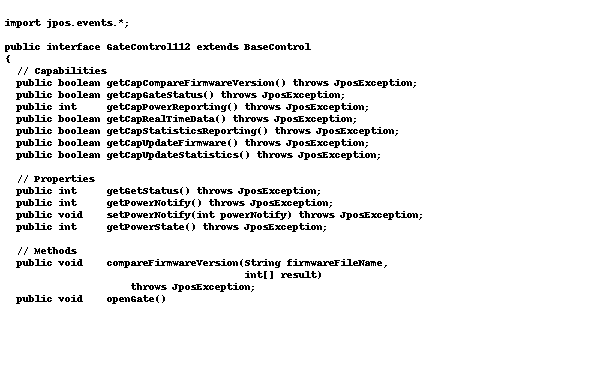 import jpos.events.*;

public interface GateControl112 extends BaseControl
{
  // Capabilities
  public boolean getCapCompareFirmwareVersion() throws JposException;
  public boolean getCapGateStatus() throws JposException;
  public int     getCapPowerReporting() throws JposException;
  public boolean getCapRealTimeData() throws JposException;
  public boolean getCapStatisticsReporting() throws JposException;
  public boolean getCapUpdateFirmware() throws JposException;
  public boolean getCapUpdateStatistics() throws JposException;

  // Properties
  public int     getGetStatus() throws JposException;
  public int     getPowerNotify() throws JposException;
  public void    setPowerNotify(int powerNotify) throws JposException;
  public int     getPowerState() throws JposException;

  // Methods
  public void    compareFirmwareVersion(String firmwareFileName,
                                        int[] result)
                     throws JposException;
  public void    openGate()